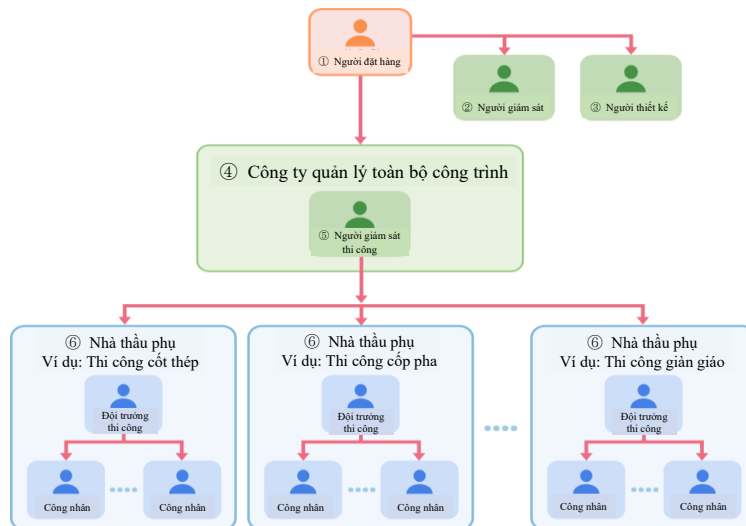 ① Người đặt hàng
② Người giám sát
③ Người thiết kế
④ Công ty quản lý toàn bộ công trình
⑤ Người giám sát
thi công
⑥ Nhà thầu phụ
Ví dụ: Thi công cốt thép
Đội trưởng
thi công
Công nhân
Công nhân
⑥ Nhà thầu phụ
Ví dụ: Thi công cốp pha
Đội trưởng
thi công
Công nhân
Công nhân
⑥ Nhà thầu phụ
Ví dụ: Thi công giàn giáo
Đội trưởng
thi công
Công nhân
Công nhân